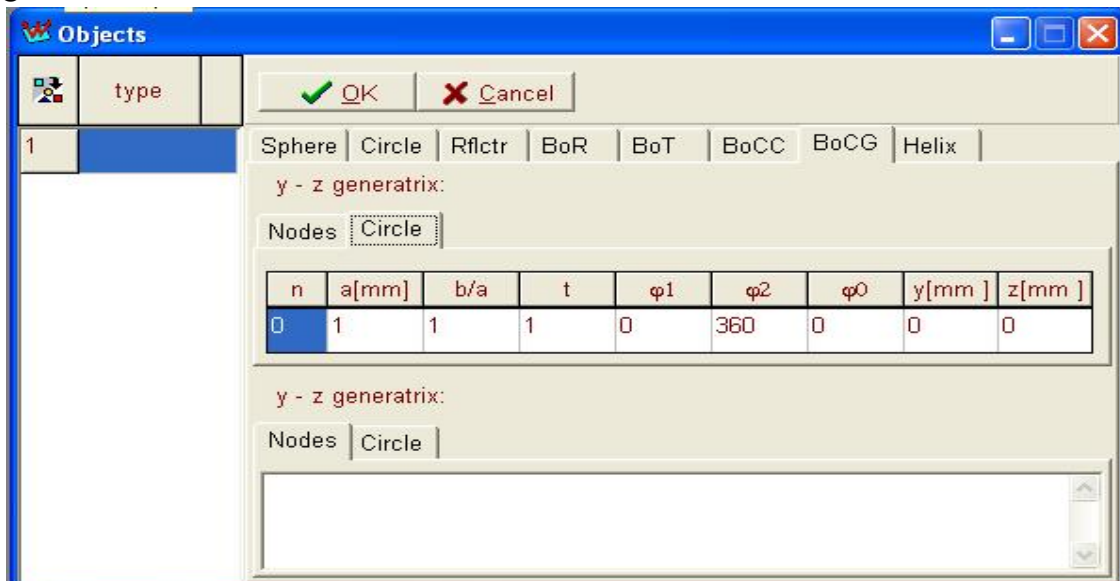 Objects
type
OK Cancel
1
Sphere Circle Rflctr BoR BoT BoCC BoCG Helix
y - z generatrix:
Nodes Circle
n a[mm] b/a t φ1 φ2 φ0 y[mm ] z[mm ]
0 1 1 1 0 360 0 0 0
y - z generatrix:
Nodes Circle